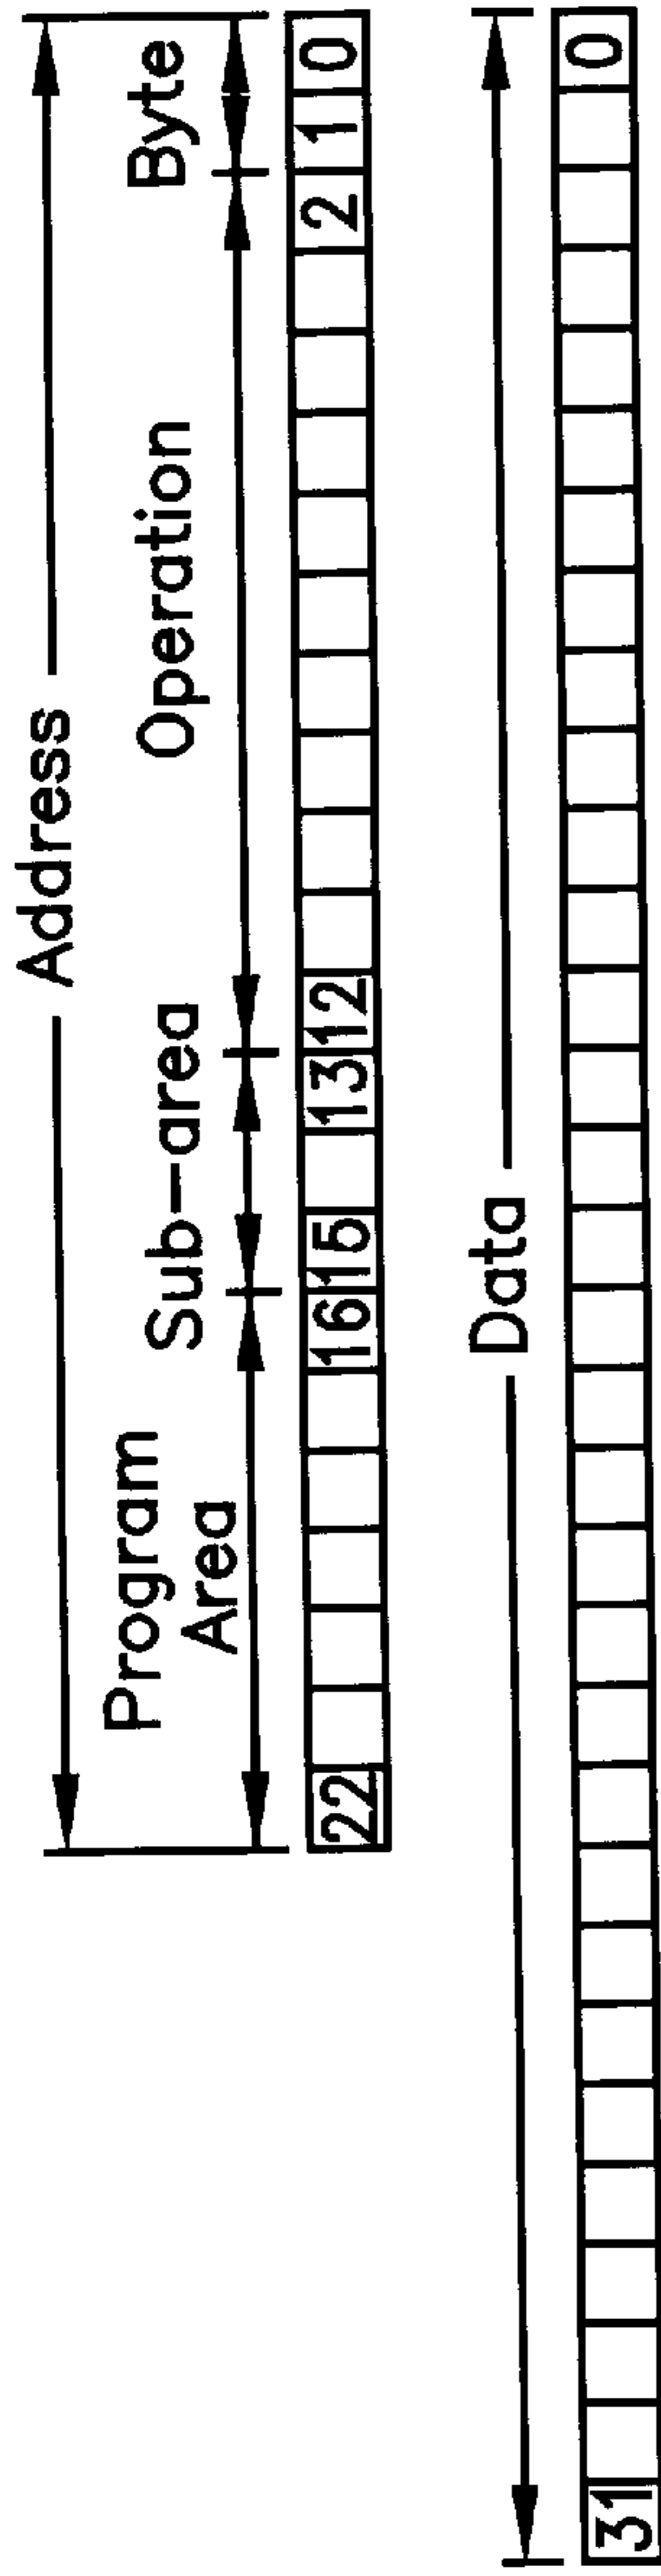 Address
Program
Area
Sub-area
Operation
Byte
22 16 15 13 12 2 1 0
Data
31 0